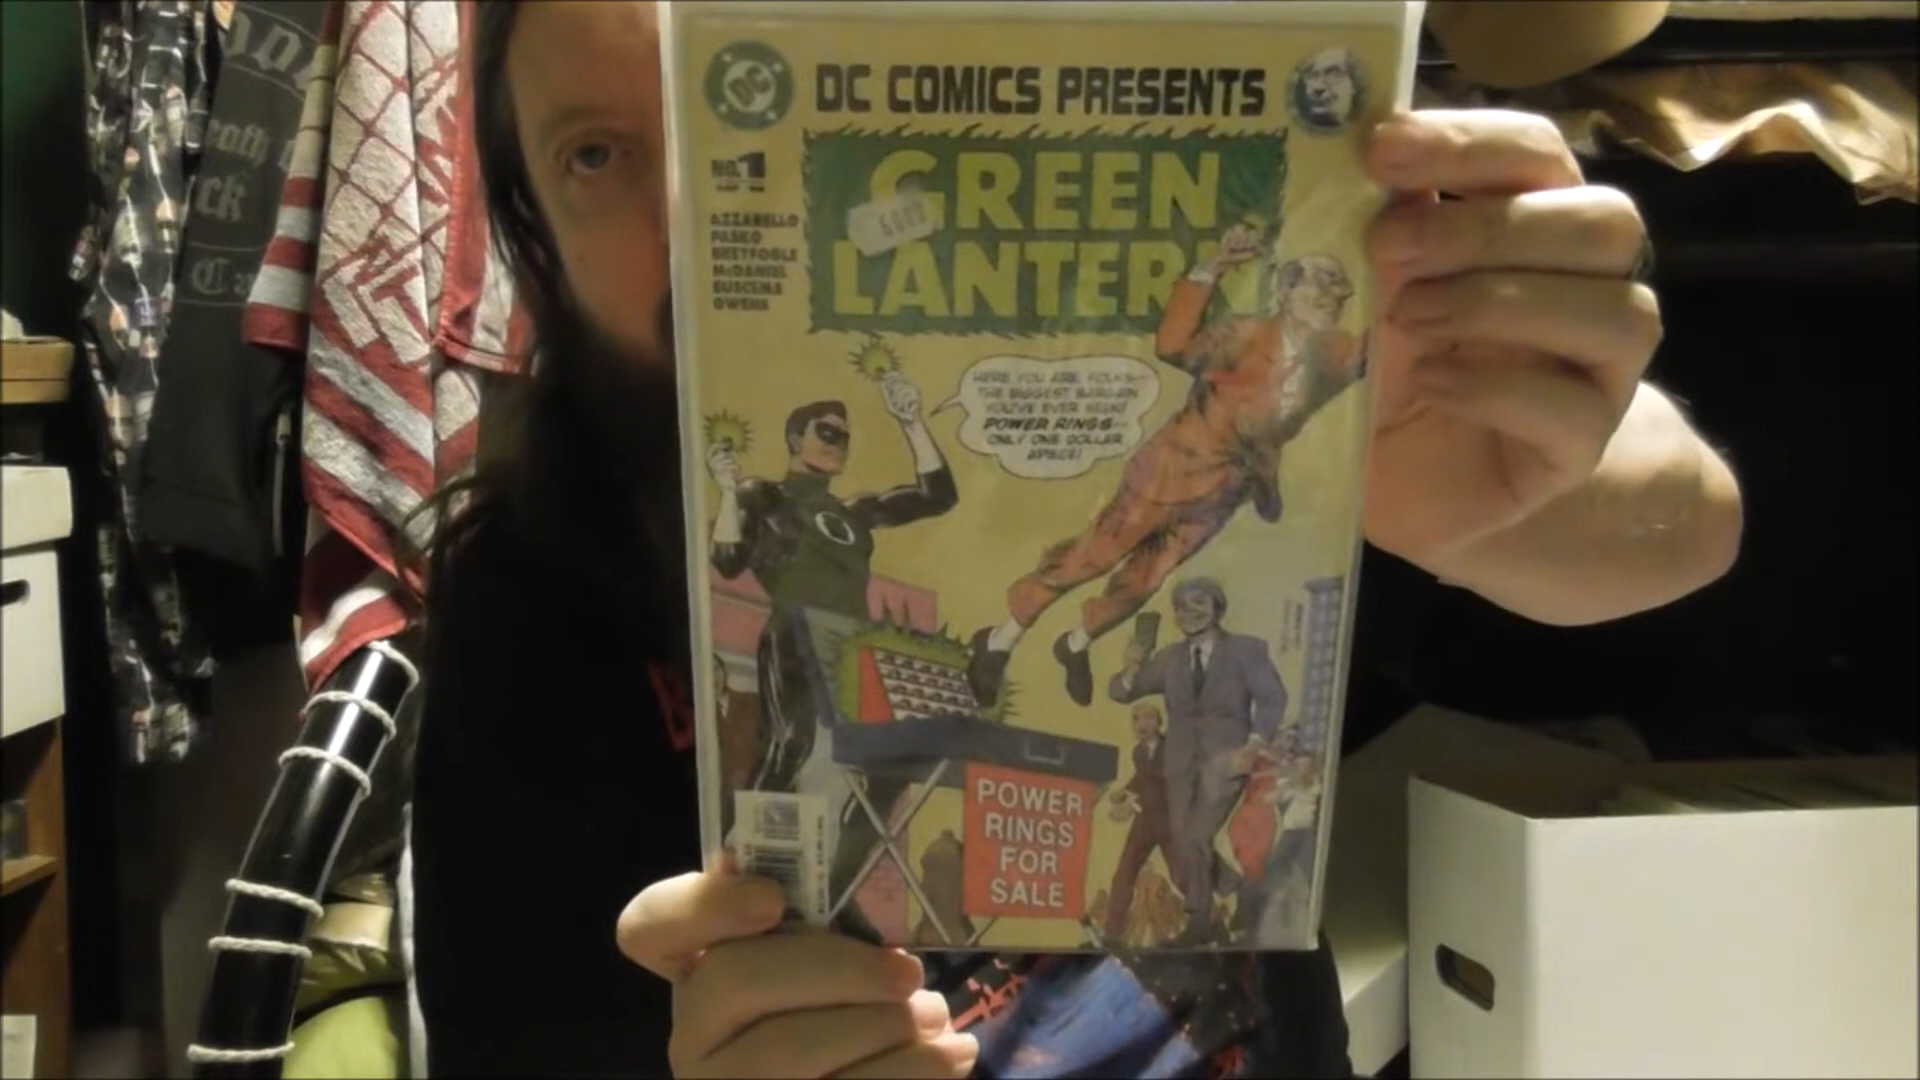 DC
DC COMICS PRESENTS
NO. 1
GREEN
LANTERN
AZZARELLO
PASKO
BREYFOGLE
McDANIEL
BUSCEMA
OWENS
HERE YOU ARE, FOLKS--
THE BIGGEST BARGAIN
YOU'VE EVER SEEN!
POWER RINGS--
ONLY ONE DOLLAR
APIECE!
POWER
RINGS
FOR
SALE